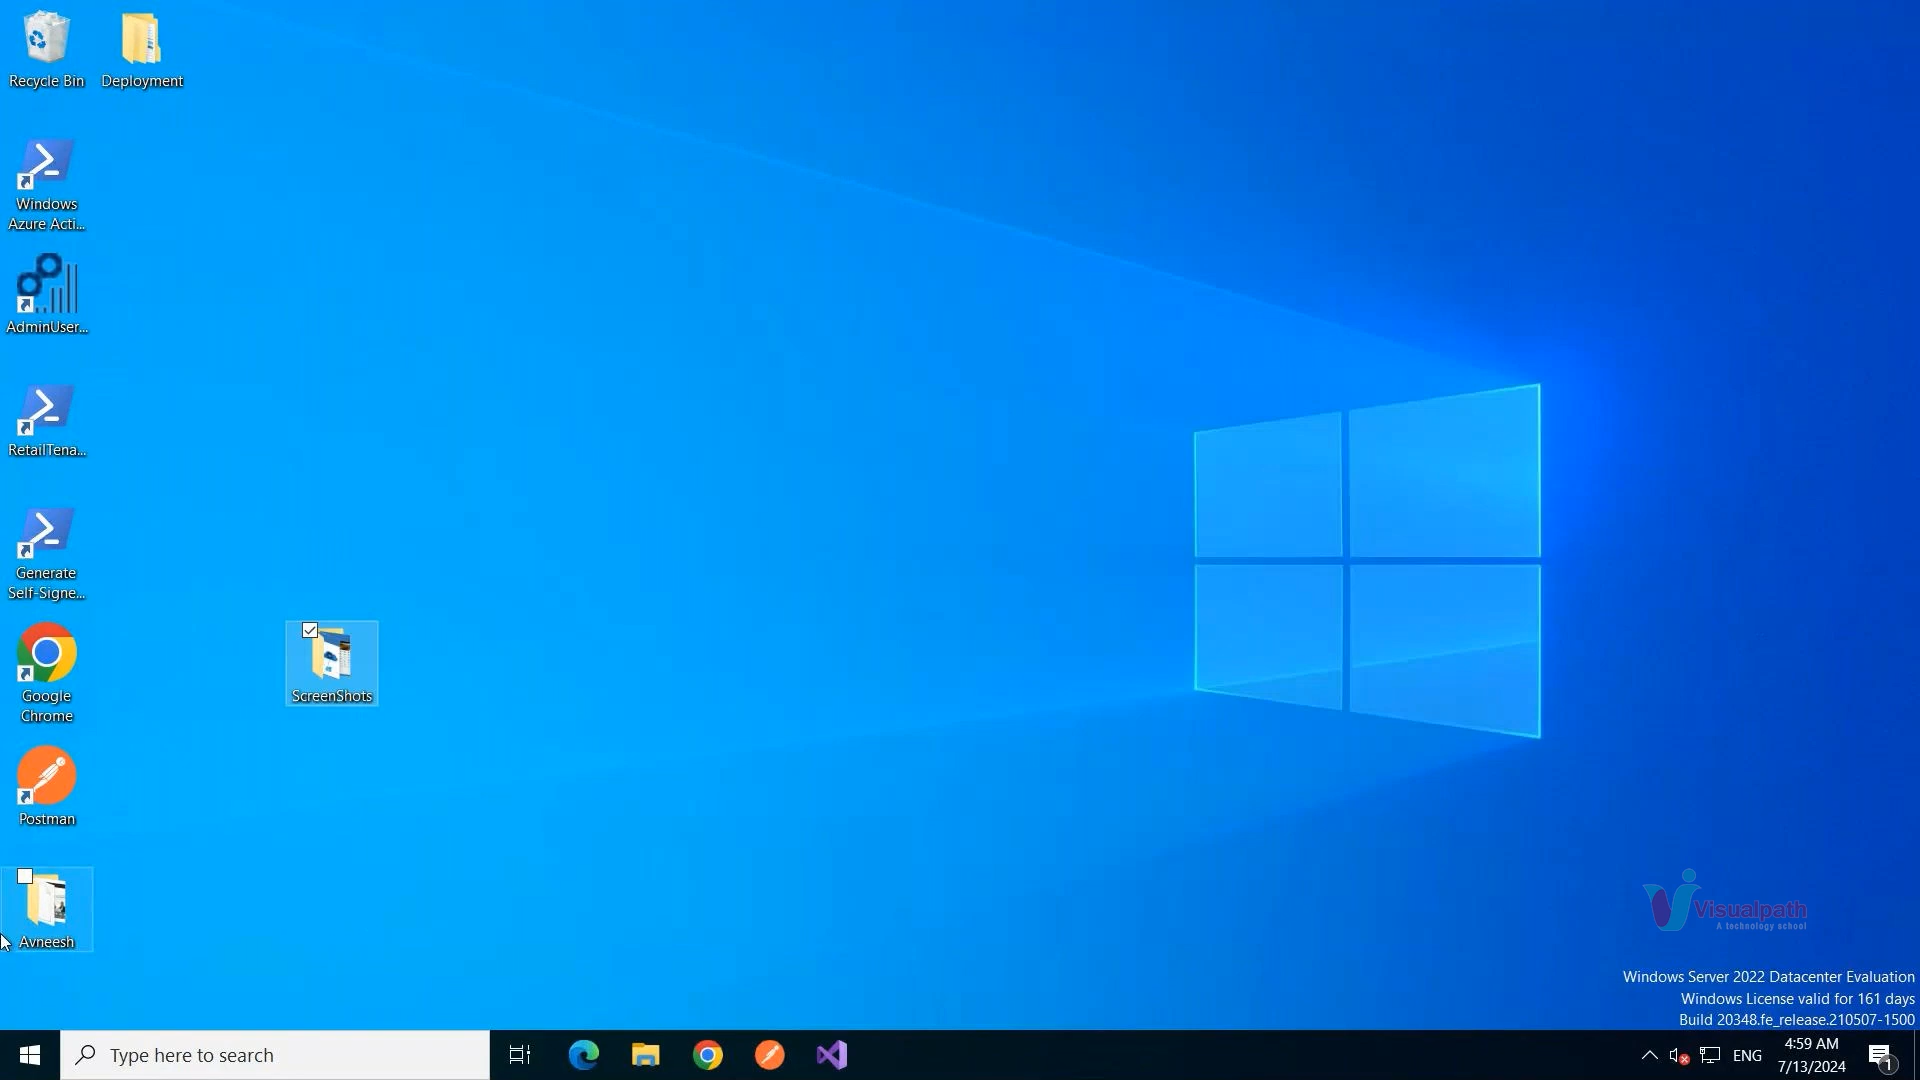 Recycle Bin
Deployment
Windows
Azure Acti...
AdminUser...
RetailTena...
Generate
Self-Signe...
Google
Chrome
ScreenShots
Postman
Avneesh
Visualpath
A technology school
Windows Server 2022 Datacenter Evaluation
Windows License valid for 161 days
Build 20348.fe_release.210507-1500
Type here to search
ENG
4:59 AM
7/13/2024
1